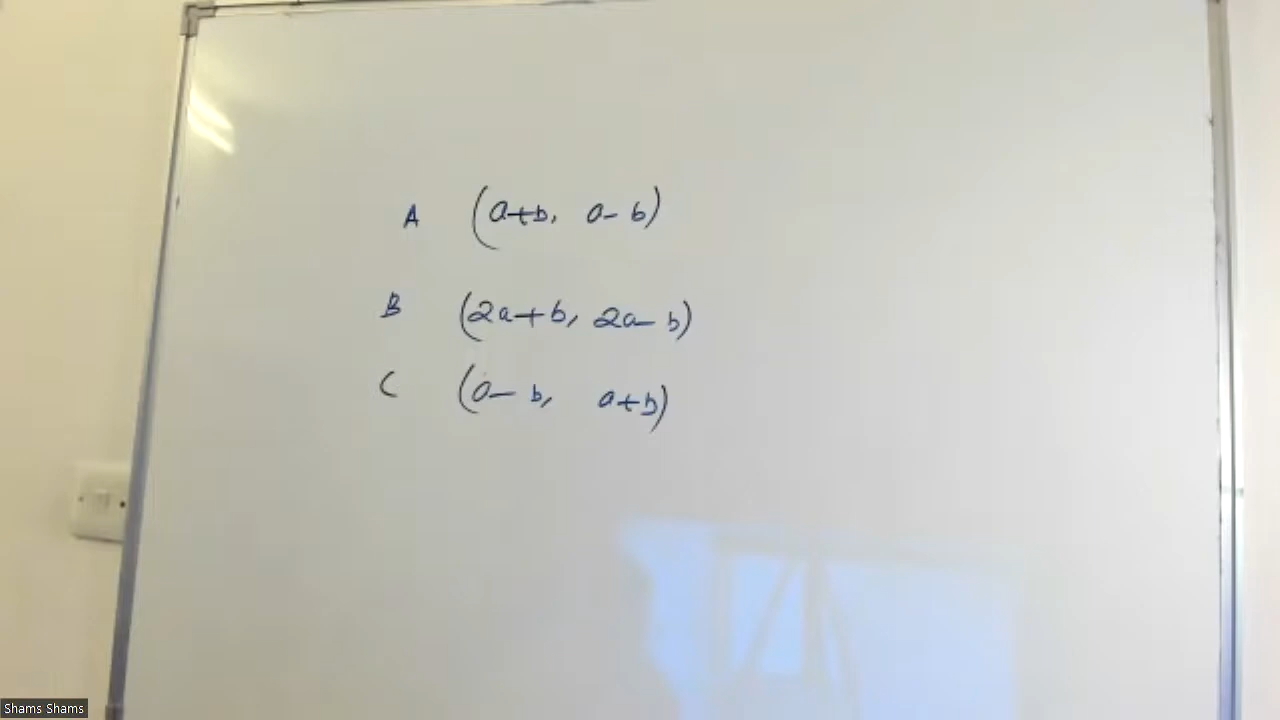 A (a+b, a-b)
B (2a+b, 2a-b)
C (a-b, a+b)
Shams Shams